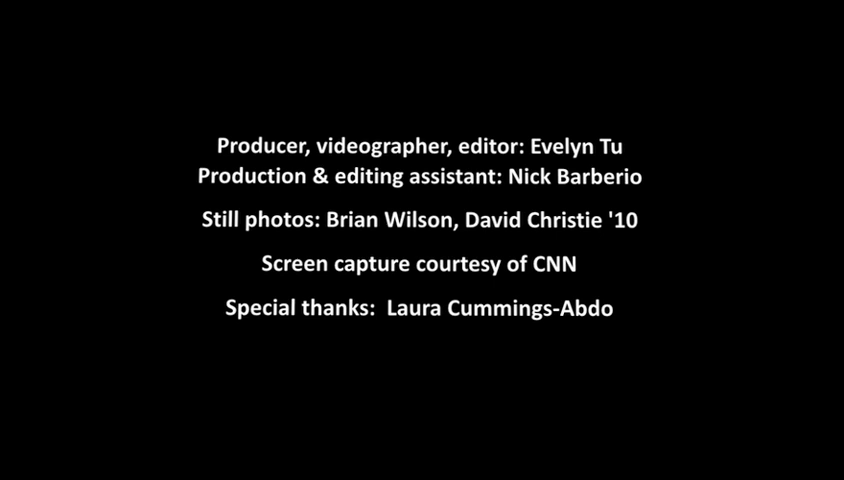 Producer, videographer, editor: Evelyn Tu
Production & editing assistant: Nick Barberio
Still photos: Brian Wilson, David Christie '10
Screen capture courtesy of CNN
Special thanks:  Laura Cummings-Abdo